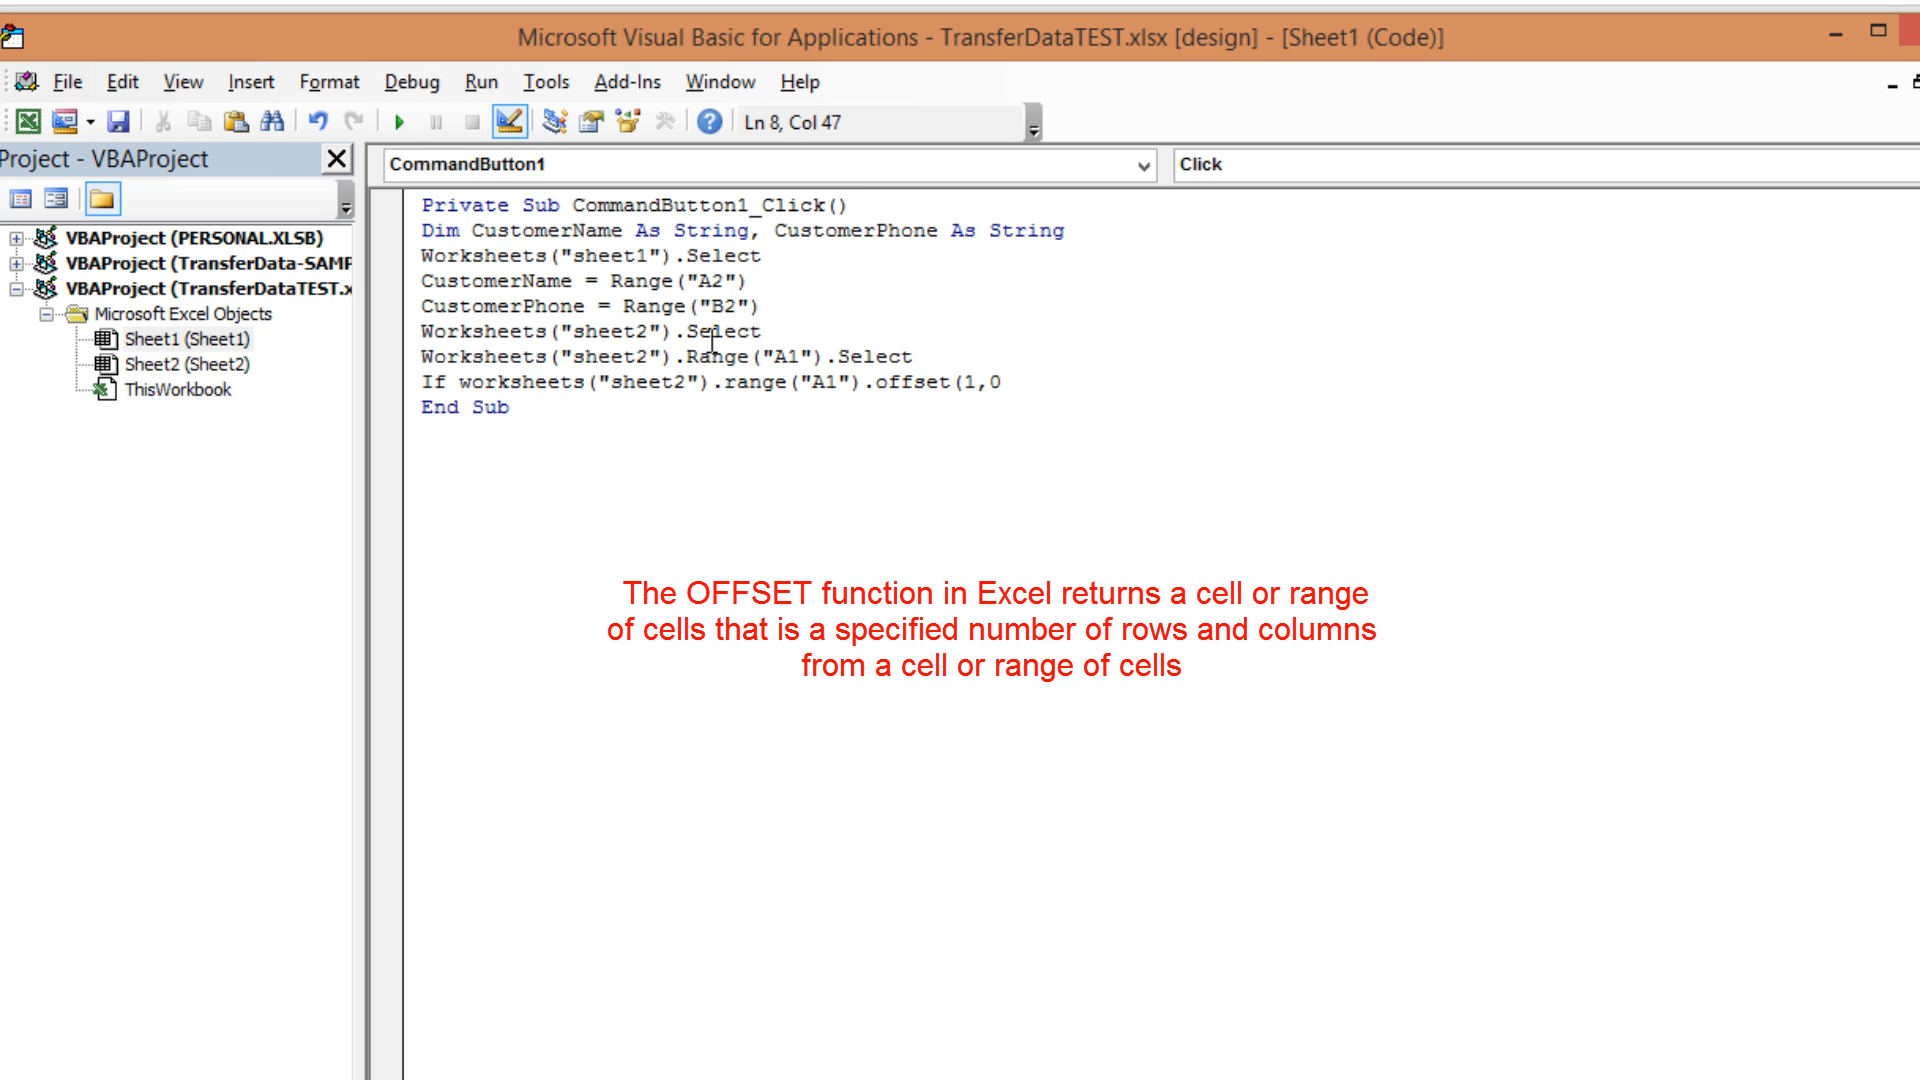 Microsoft Visual Basic for Applications - TransferDataTEST.xlsx [design] - [Sheet1 (Code)]
File Edit View Insert Format Debug Run Tools Add-Ins Window Help
Ln 8, Col 47
Project - VBAProject
CommandButton1
Click
VBAProject (PERSONAL.XLSB)
VBAProject (TransferData-SAMP
VBAProject (TransferDataTEST.x
Microsoft Excel Objects
Sheet1 (Sheet1)
Sheet2 (Sheet2)
ThisWorkbook
Private Sub CommandButton1_Click()
Dim CustomerName As String, CustomerPhone As String
Worksheets("sheet1").Select
CustomerName = Range("A2")
CustomerPhone = Range("B2")
Worksheets("sheet2").Select
Worksheets("sheet2").Range("A1").Select
If worksheets("sheet2").range("A1").offset(1,0
End Sub
The OFFSET function in Excel returns a cell or range
of cells that is a specified number of rows and columns
from a cell or range of cells